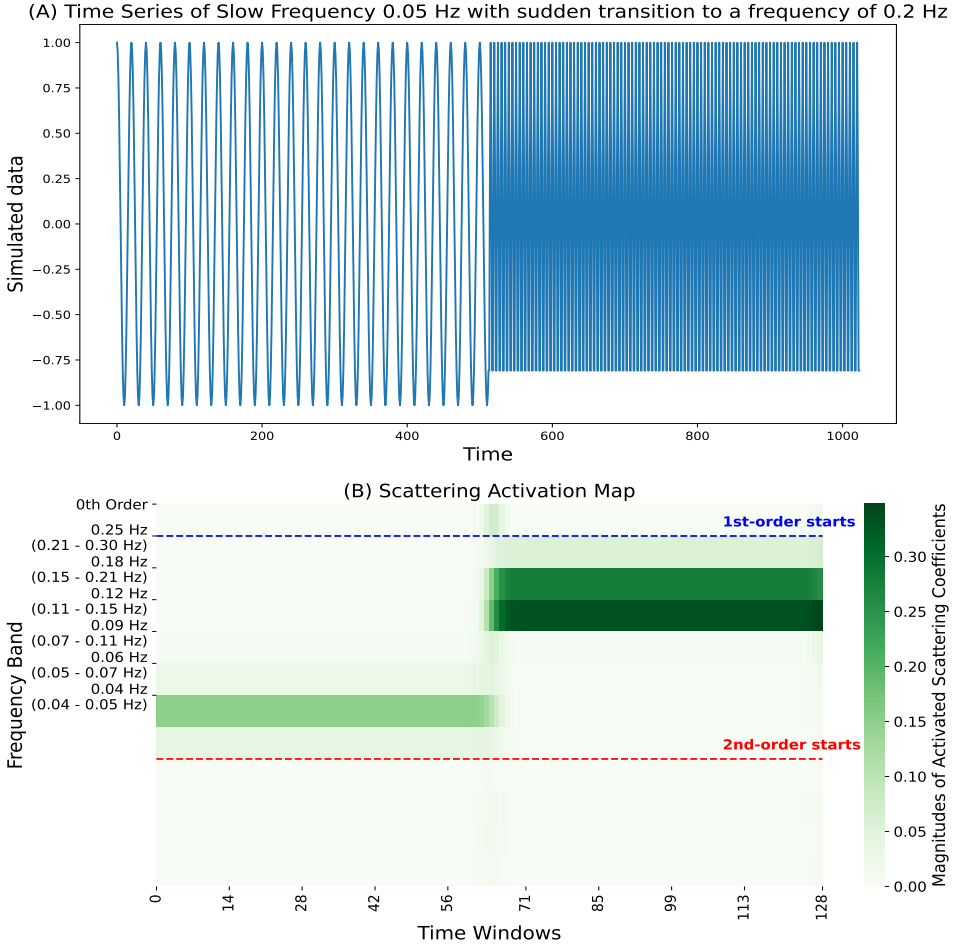 (A) Time Series of Slow Frequency 0.05 Hz with sudden transition to a frequency of 0.2 Hz
1.00
0.75
0.50
0.25
0.00
−0.25
−0.50
−0.75
−1.00
Simulated data
0 200 400 600 800 1000
Time
(B) Scattering Activation Map
0th Order
0.25 Hz
(0.21 - 0.30 Hz)
0.18 Hz
(0.15 - 0.21 Hz)
0.12 Hz
(0.11 - 0.15 Hz)
0.09 Hz
(0.07 - 0.11 Hz)
0.06 Hz
(0.05 - 0.07 Hz)
0.04 Hz
(0.04 - 0.05 Hz)
Frequency Band
1st-order starts
2nd-order starts
0 14 28 42 56 71 85 99 113 128
Time Windows
0.30
0.25
0.20
0.15
0.10
0.05
0.00
Magnitudes of Activated Scattering Coefficients